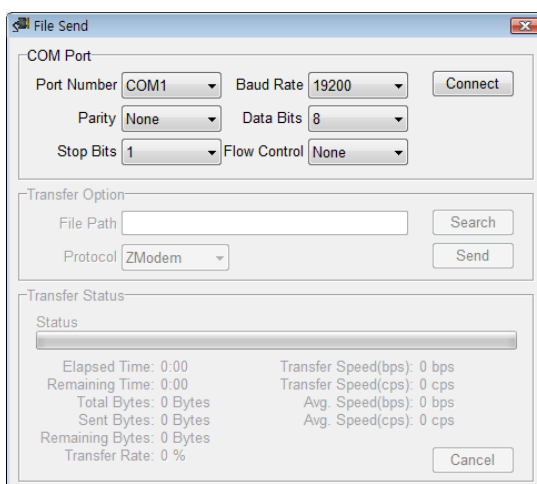 File Send
COM Port
Port Number COM1 Baud Rate 19200 Connect
Parity None Data Bits 8
Stop Bits 1 Flow Control None
Transfer Option
File Path Search
Protocol ZModem Send
Transfer Status
Status
Elapsed Time: 0:00 Transfer Speed(bps): 0 bps
Remaining Time: 0:00 Transfer Speed(cps): 0 cps
Total Bytes: 0 Bytes Avg. Speed(bps): 0 bps
Sent Bytes: 0 Bytes Avg. Speed(cps): 0 cps
Remaining Bytes: 0 Bytes
Transfer Rate: 0 %
Cancel